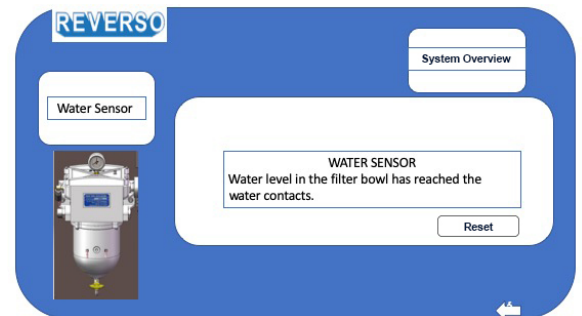 REVERSO
System Overview
Water Sensor
WATER SENSOR
Water level in the filter bowl has reached the
water contacts.
Reset